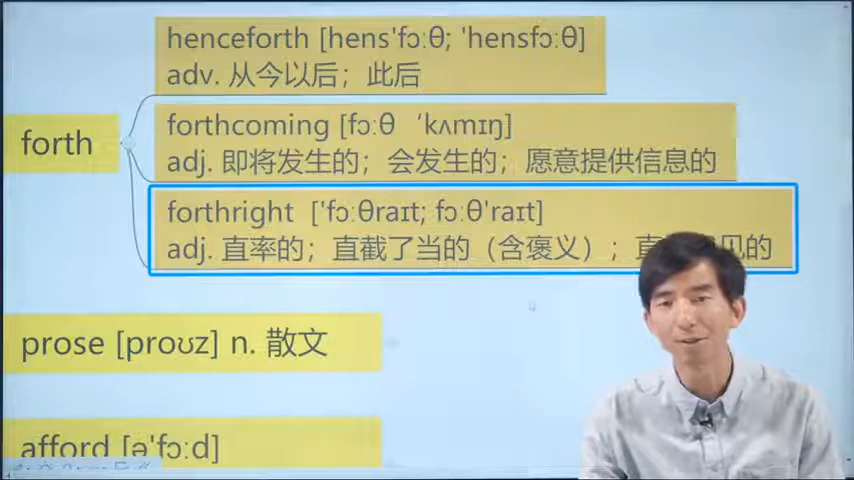 henceforth [hens'fɔːθ; 'hensfɔːθ]
adv. 从今以后；此后
forth
forthcoming [fɔːθ ‘kʌmɪŋ]
adj. 即将发生的；会发生的；愿意提供信息的
forthright ['fɔːθraɪt; fɔːθ'raɪt]
adj. 直率的；直截了当的（含褒义）；直 见的
prose [proʊz] n. 散文
afford [ə'fɔːd]